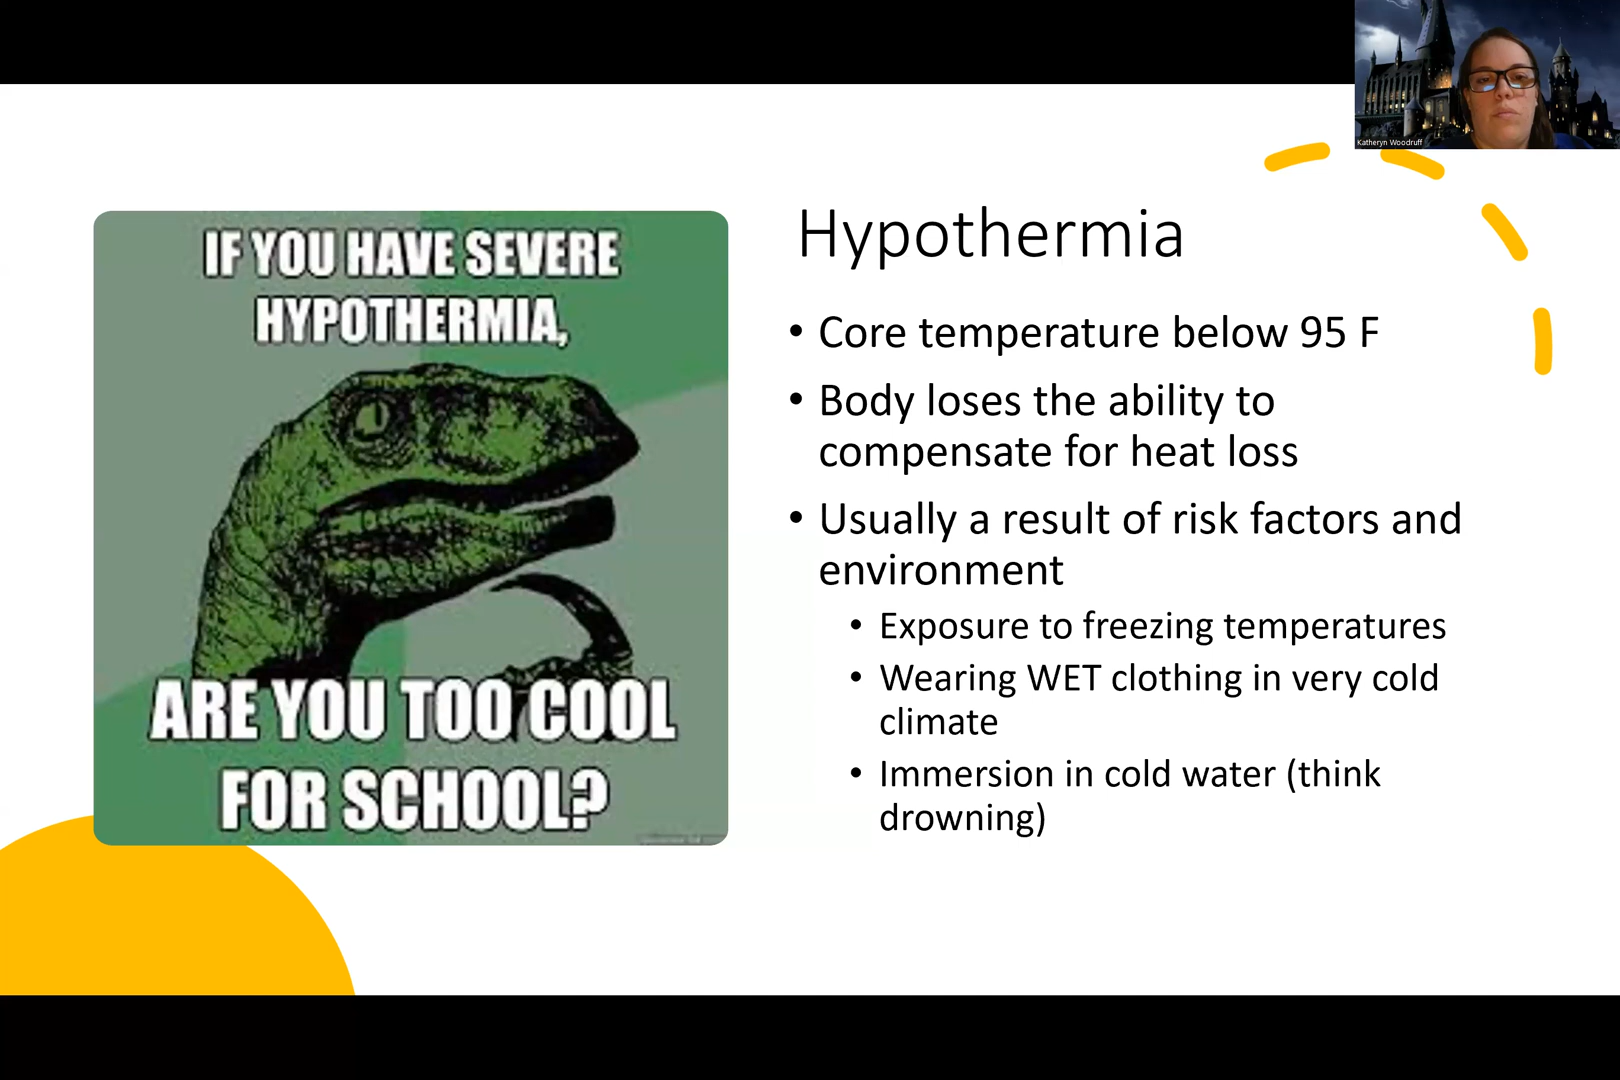 Katheryn Woodruff
IF YOU HAVE SEVERE
HYPOTHERMIA,
ARE YOU TOO COOL
FOR SCHOOL?
Hypothermia
• Core temperature below 95 F
• Body loses the ability to
compensate for heat loss
• Usually a result of risk factors and
environment
• Exposure to freezing temperatures
• Wearing WET clothing in very cold
climate
• Immersion in cold water (think
drowning)